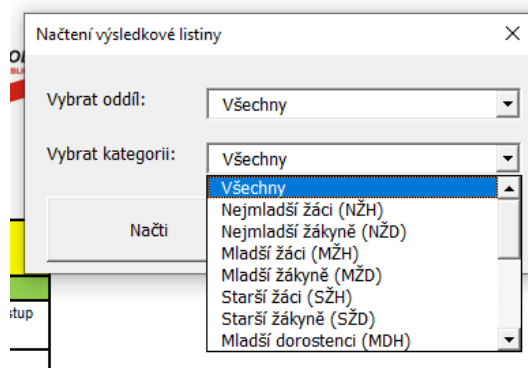 Načtení výsledkové listiny
Vybrat oddíl:
Všechny
Vybrat kategorii:
Všechny
Všechny
Nejmladší žáci (NŽH)
Nejmladší žákyně (NŽD)
Mladší žáci (MŽH)
Mladší žákyně (MŽD)
Starší žáci (SŽH)
Starší žákyně (SŽD)
Mladší dorostenci (MDH)
Načti
stup